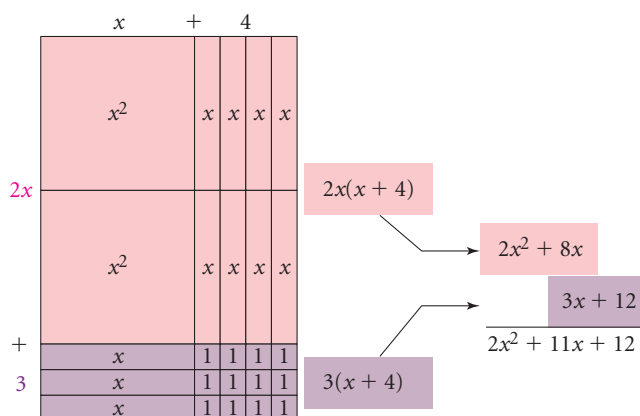 x + 4
x² x x x x
2x
2x(x + 4)
2x² + 8x
x² x x x x
3x + 12
+
2x² + 11x + 12
x 1 1 1 1
3
x 1 1 1 1
3(x + 4)
x 1 1 1 1